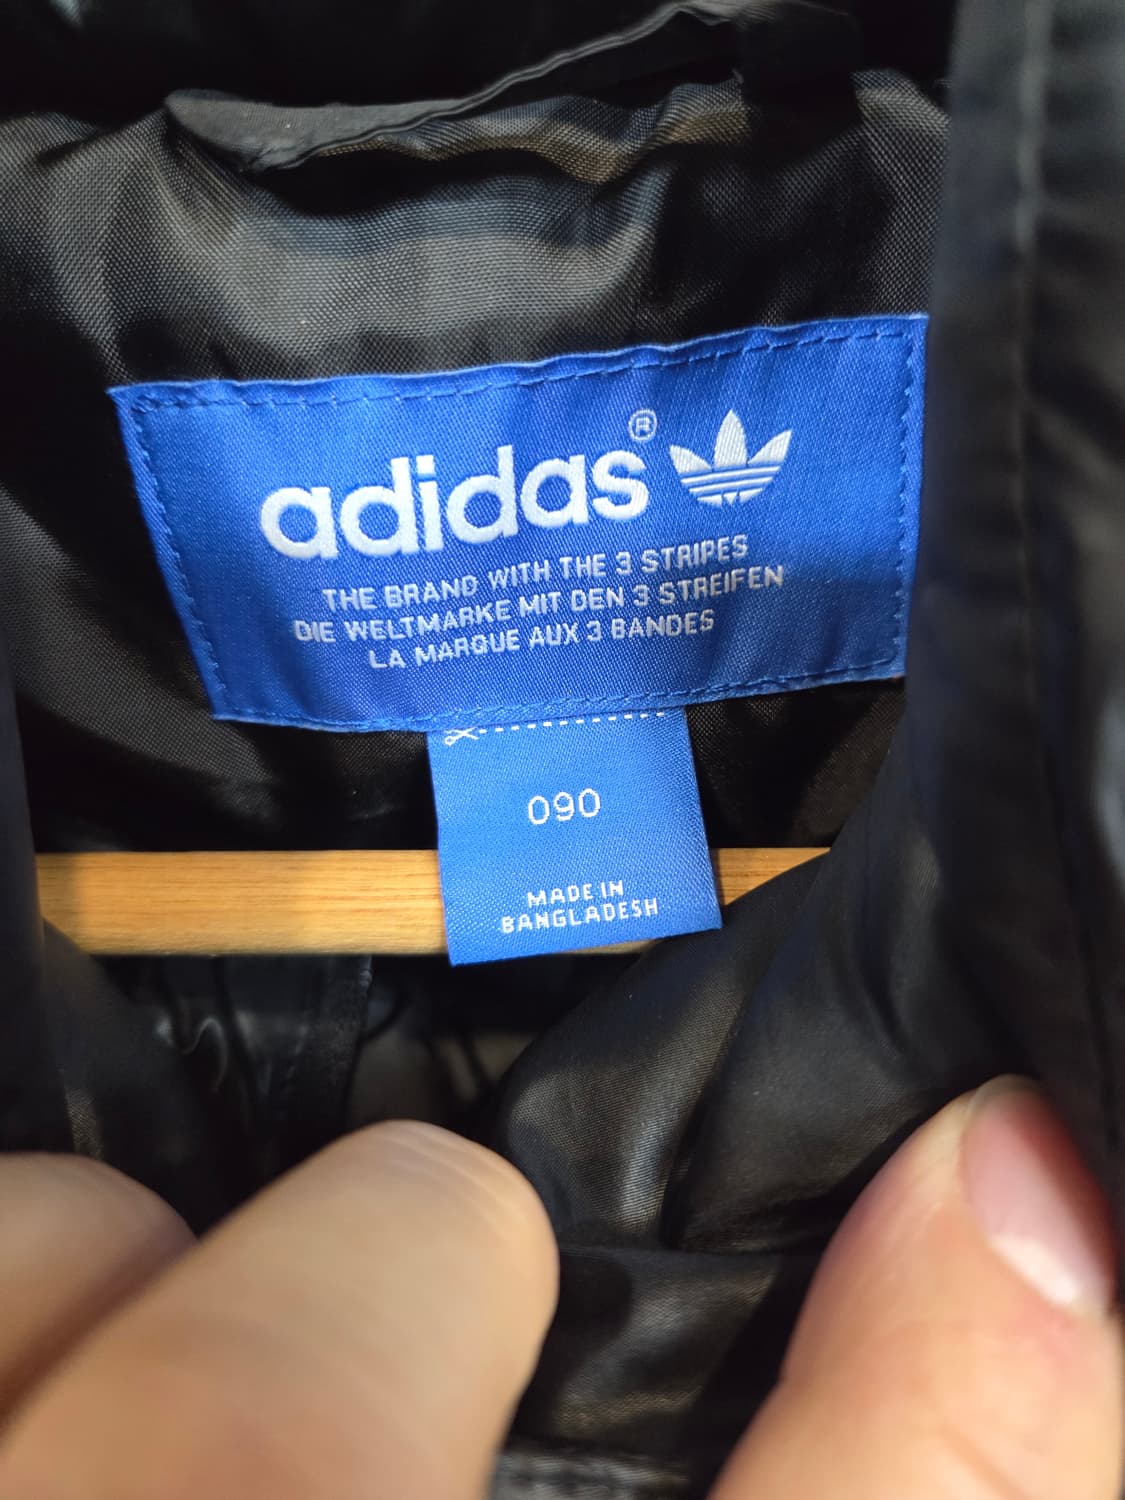 adidas®
THE BRAND WITH THE 3 STRIPES
DIE WELTMARKE MIT DEN 3 STREIFEN
LA MARQUE AUX 3 BANDES
090
MADE IN
BANGLADESH